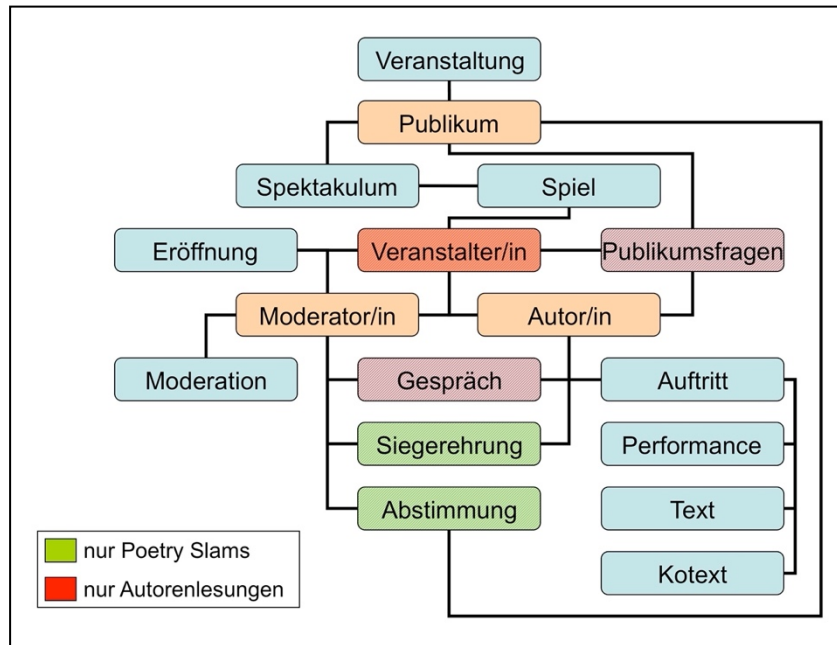 Veranstaltung
Publikum
Spektakulum
Spiel
Eröffnung
Veranstalter/in
Publikumsfragen
Moderator/in
Autor/in
Moderation
Gespräch
Auftritt
Siegerehrung
Performance
Abstimmung
Text
nur Poetry Slams
Kotext
nur Autorenlesungen